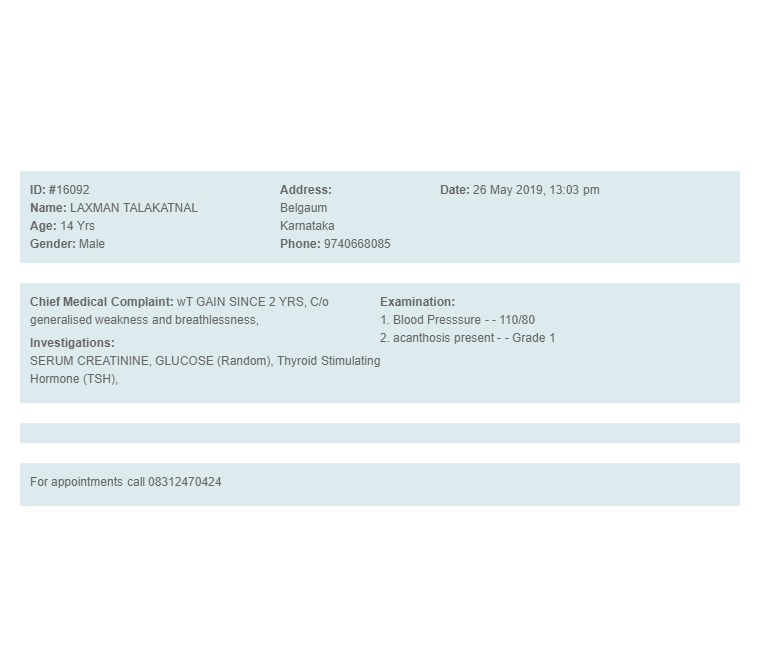 ID: #16092
Name: LAXMAN TALAKATNAL
Age: 14 Yrs
Gender: Male
Address:
Belgaum
Karnataka
Phone: 9740668085
Date: 26 May 2019, 13:03 pm
Chief Medical Complaint: wT GAIN SINCE 2 YRS, C/o
generalised weakness and breathlessness,
Investigations:
SERUM CREATININE, GLUCOSE (Random), Thyroid Stimulating
Hormone (TSH),
Examination:
1. Blood Presssure - - 110/80
2. acanthosis present - - Grade 1
For appointments call 08312470424